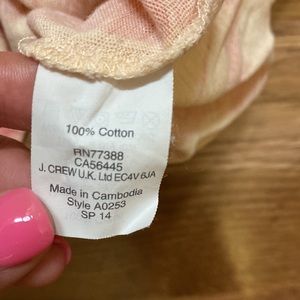 100% Cotton
RN77388
CA56445
J. CREW U.K. Ltd EC4V 6JA
Made in Cambodia
Style A0253
SP 14